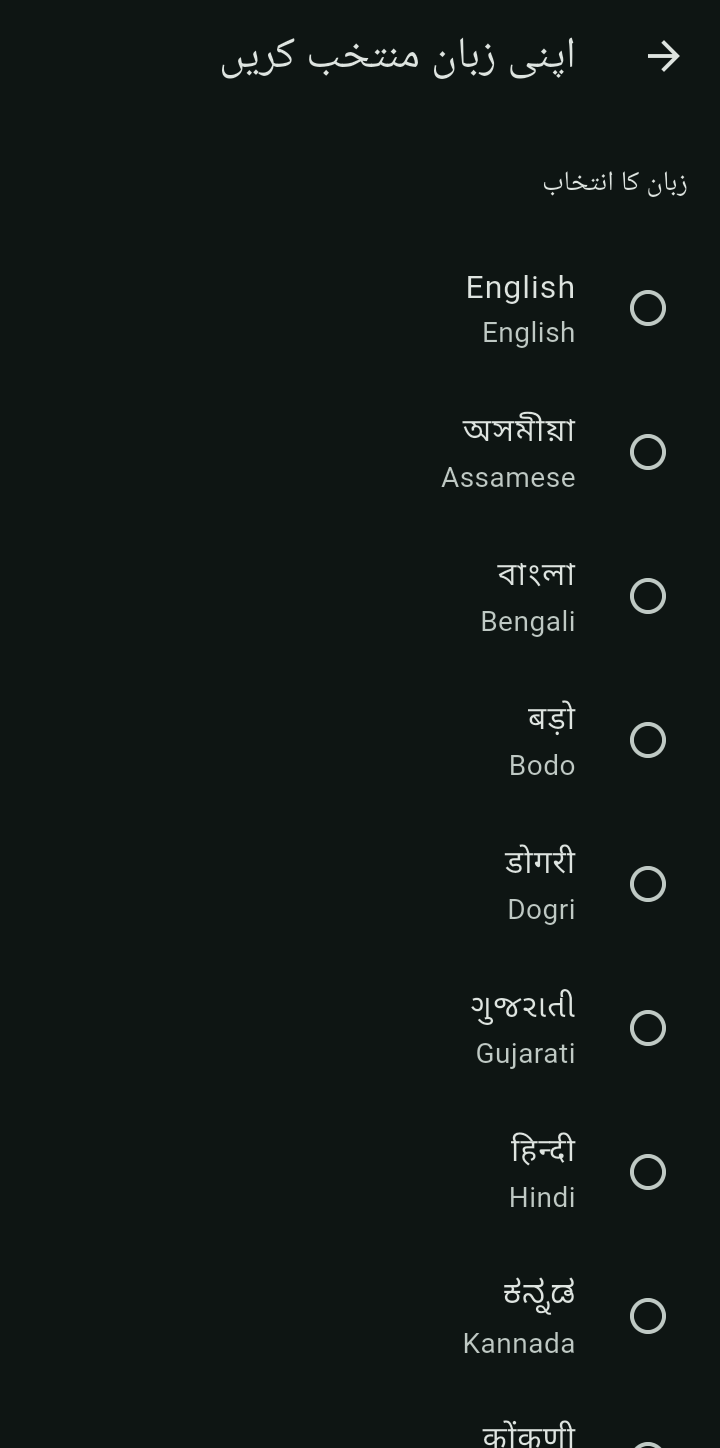 اپنی زبان منتخب کریں
زبان کا انتخاب
English
English
অসমীয়া
Assamese
বাংলা
Bengali
बड़ो
Bodo
डोगरी
Dogri
ગુજરાતી
Gujarati
हिन्दी
Hindi
ಕನ್ನಡ
Kannada
कोंकणी